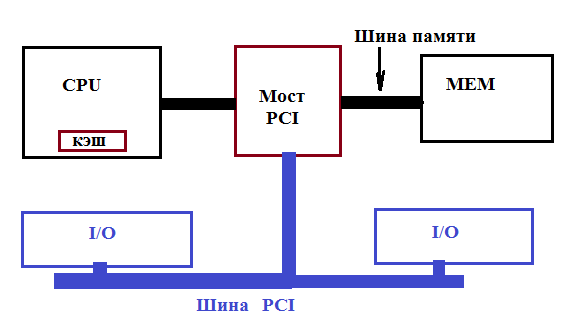 Шина памяти
CPU
кэш
Мост
PCI
MEM
I/O
I/O
Шина PCI